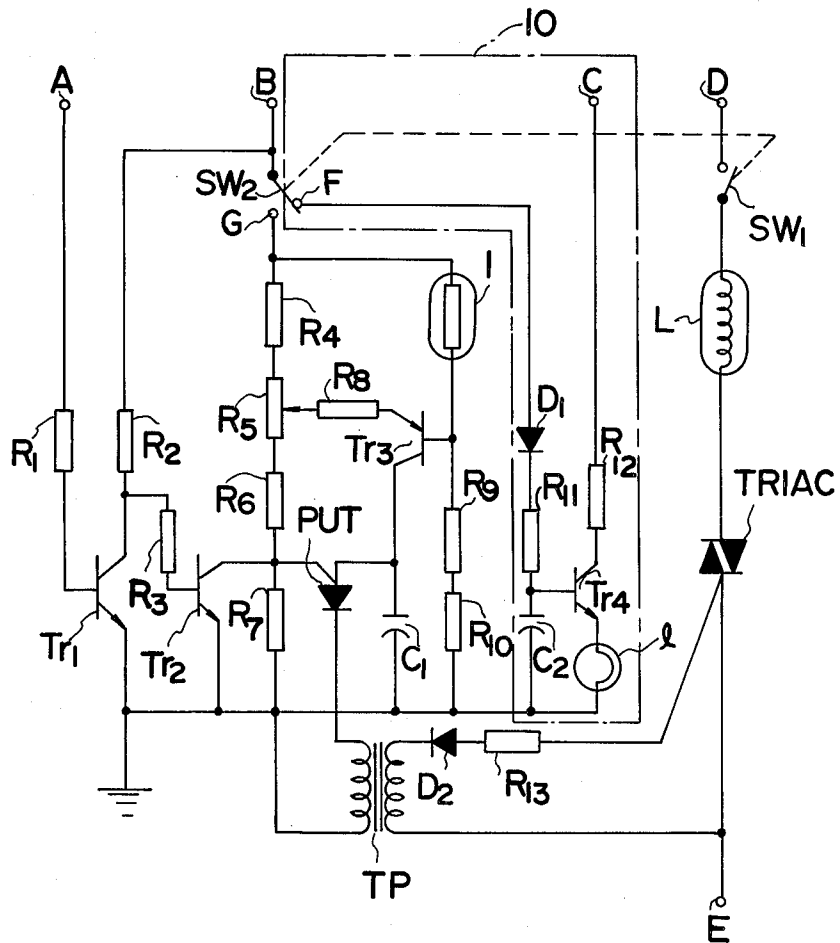 10
A
B
C
D
SW2
F
G
SW1
1
L
R4
R8
R5
Tr3
D1
R1
R2
R12
R6
R9
R11
TRIAC
PUT
R3
R7
Tr4
Tr1
Tr2
C1
R10
C2
ℓ
D2
R13
TP
E